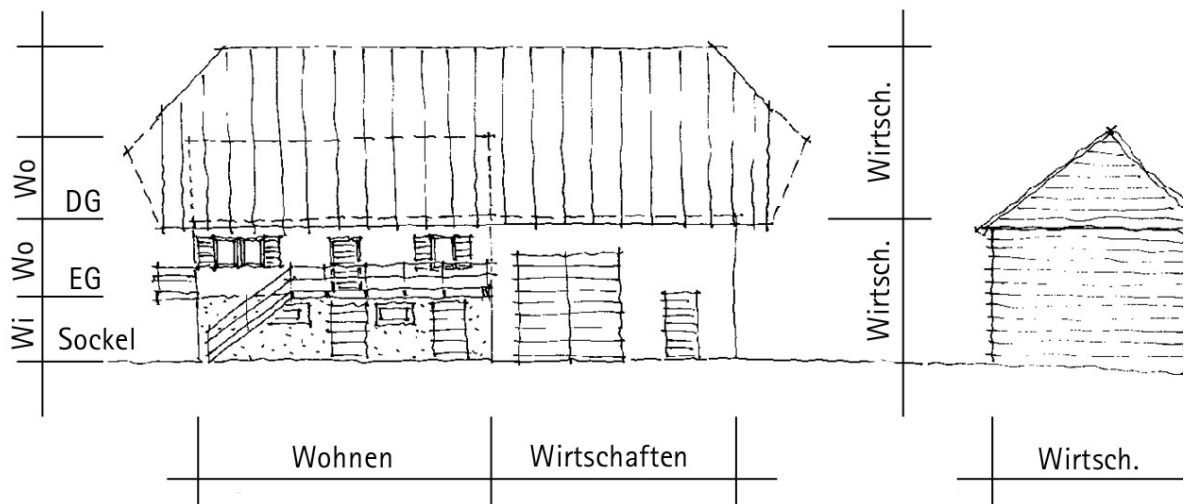 Wo
DG
Wo
EG
Wi
Sockel
Wirtsch.
Wirtsch.
Wohnen
Wirtschaften
Wirtsch.